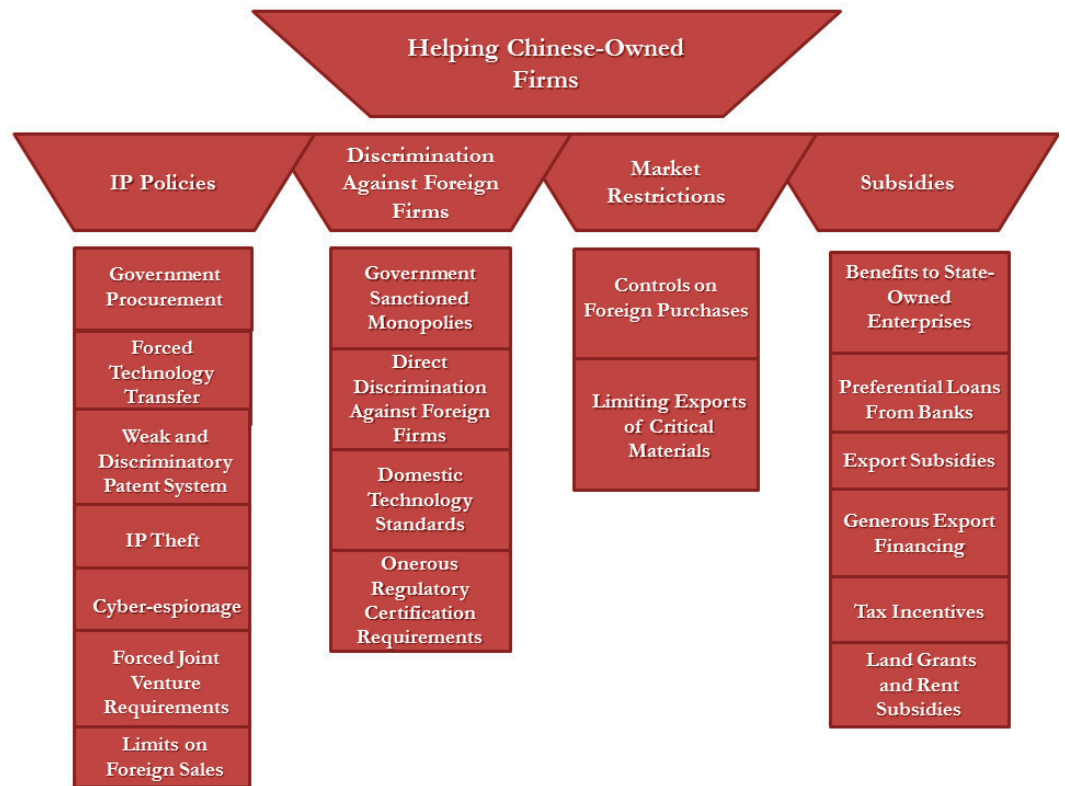 Helping Chinese-Owned
Firms
IP Policies
Discrimination
Against Foreign
Firms
Market
Restrictions
Subsidies
Government
Procurement
Forced
Technology
Transfer
Weak and
Discriminatory
Patent System
IP Theft
Cyber-espionage
Forced Joint
Venture
Requirements
Limits on
Foreign Sales
Government
Sanctioned
Monopolies
Direct
Discrimination
Against Foreign
Firms
Domestic
Technology
Standards
Onerous
Regulatory
Certification
Requirements
Controls on
Foreign Purchases
Limiting Exports
of Critical
Materials
Benefits to State-
Owned
Enterprises
Preferential Loans
From Banks
Export Subsidies
Generous Export
Financing
Tax Incentives
Land Grants
and Rent
Subsidies